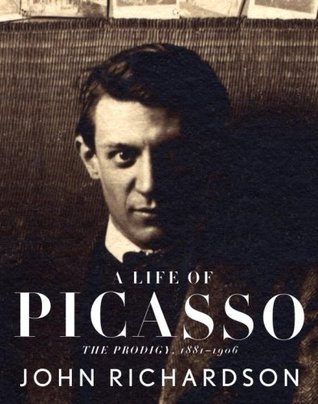 A LIFE OF
PICASSO
THE PRODIGY, 1881–1906
JOHN RICHARDSON